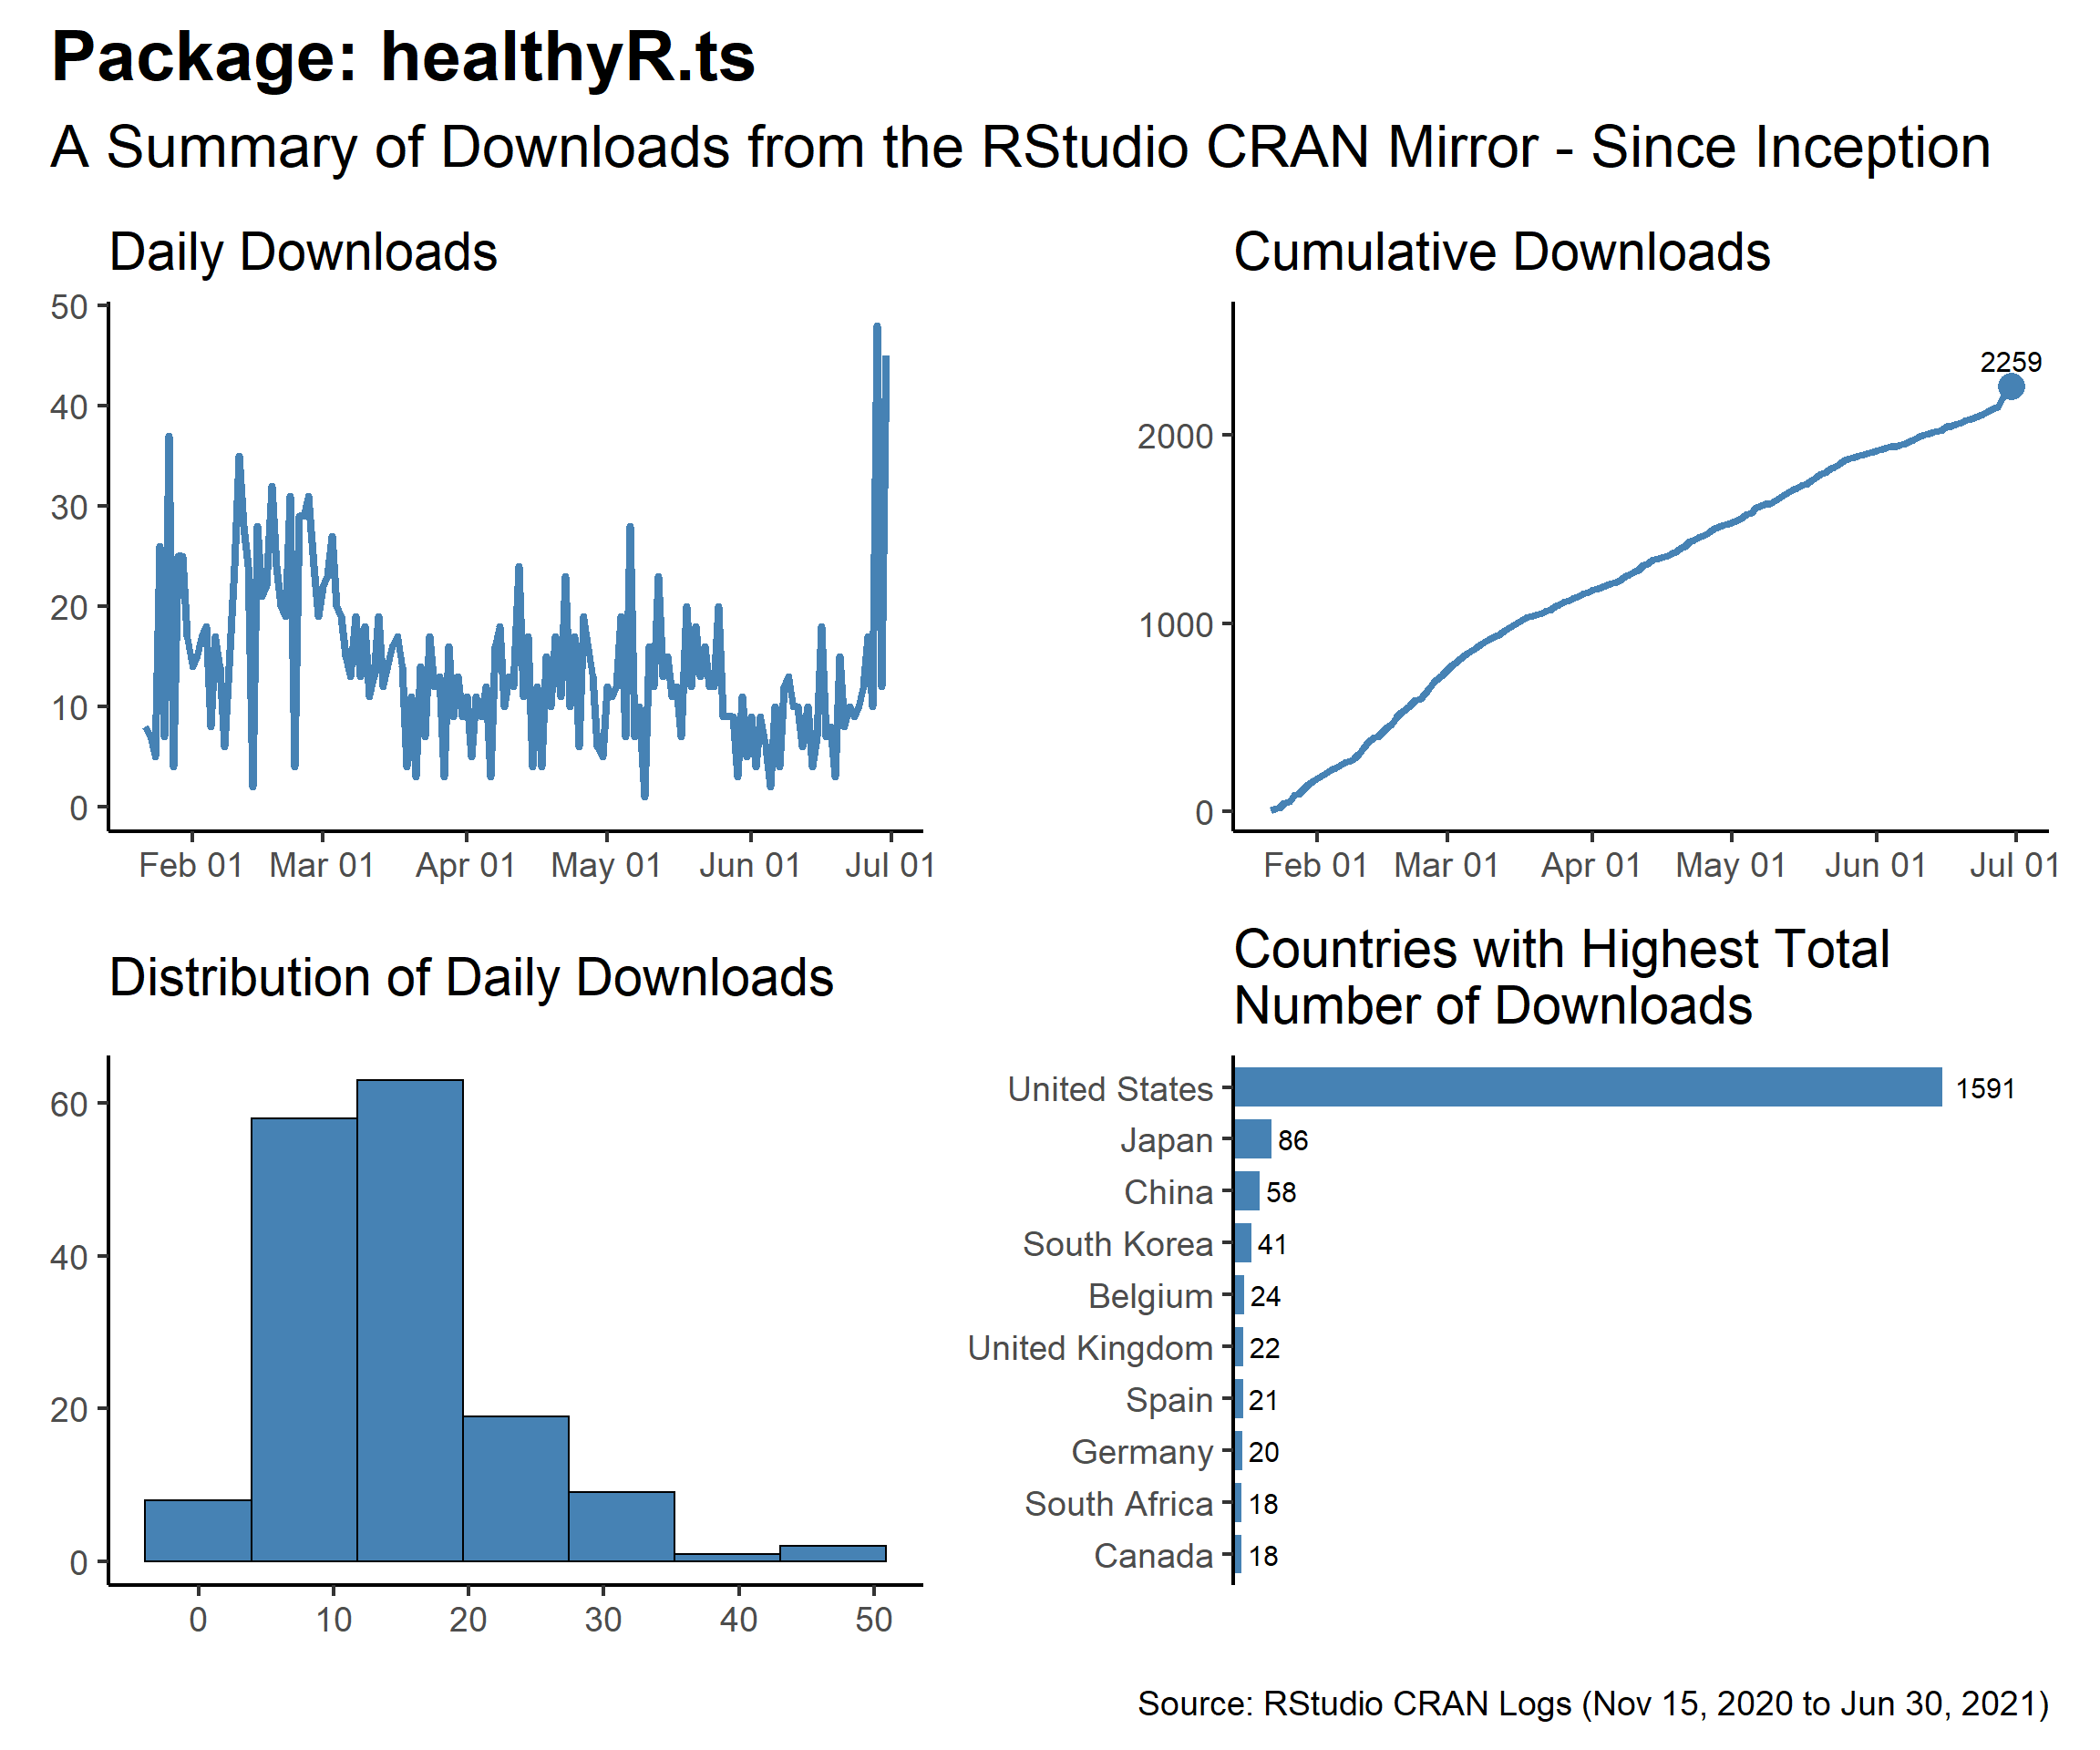 Package: healthyR.ts
A Summary of Downloads from the RStudio CRAN Mirror - Since Inception
Daily Downloads
50
40
30
20
10
0
Feb 01 Mar 01 Apr 01 May 01 Jun 01 Jul 01
Cumulative Downloads
2259
2000
1000
0
Feb 01 Mar 01 Apr 01 May 01 Jun 01 Jul 01
Distribution of Daily Downloads
60
40
20
0
0 10 20 30 40 50
Countries with Highest Total
Number of Downloads
United States 1591
Japan 86
China 58
South Korea 41
Belgium 24
United Kingdom 22
Spain 21
Germany 20
South Africa 18
Canada 18
Source: RStudio CRAN Logs (Nov 15, 2020 to Jun 30, 2021)